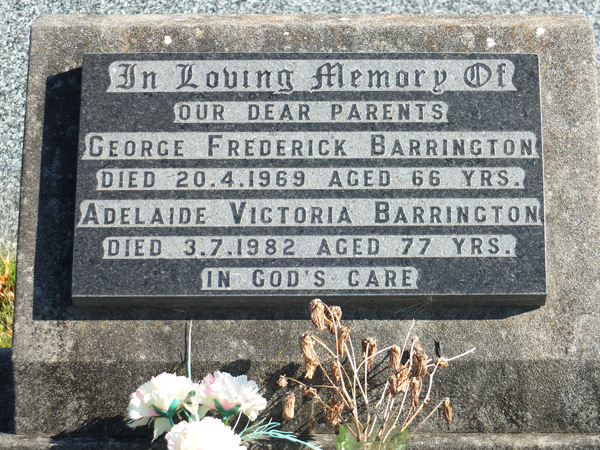 In Loving Memory Of
OUR DEAR PARENTS
GEORGE FREDERICK BARRINGTON
DIED 20.4.1969 AGED 66 YRS.
ADELAIDE VICTORIA BARRINGTON
DIED 3.7.1982 AGED 77 YRS.
IN GOD'S CARE